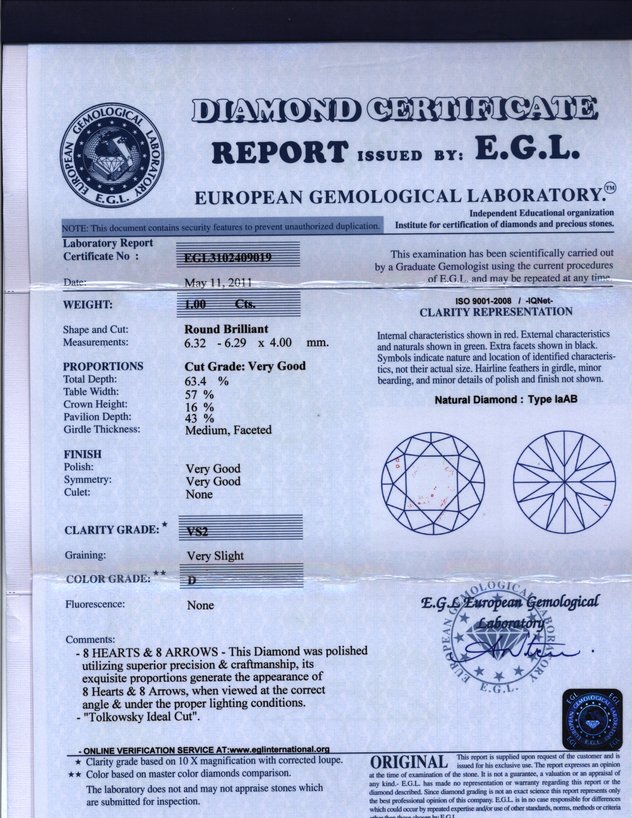 DIAMOND CERTIFICATE
REPORT ISSUED BY: E.G.L.
EUROPEAN GEMOLOGICAL LABORATORY.™
EUROPEAN GEMOLOGICAL LABORATORY
E.G.L.
Independent Educational organization
Institute for certification of diamonds and precious stones.
NOTE: This document contains security features to prevent unauthorized duplication.
Laboratory Report
Certificate No : EGL3102409019
Date: May 11, 2011
WEIGHT: 1.00 Cts.
Shape and Cut: Round Brilliant
Measurements: 6.32 - 6.29 x 4.00 mm.
PROPORTIONS Cut Grade: Very Good
Total Depth: 63.4 %
Table Width: 57 %
Crown Height: 16 %
Pavilion Depth: 43 %
Girdle Thickness: Medium, Faceted
FINISH
Polish: Very Good
Symmetry: Very Good
Culet: None
CLARITY GRADE: * VS2
Graining: Very Slight
COLOR GRADE: ** D
Fluorescence: None
Comments:
- 8 HEARTS & 8 ARROWS - This Diamond was polished
utilizing superior precision & craftmanship, its
exquisite proportions generate the appearance of
8 Hearts & 8 Arrows, when viewed at the correct
angle & under the proper lighting conditions.
- "Tolkowsky Ideal Cut".
This examination has been scientifically carried out
by a Graduate Gemologist using the current procedures
of E.G.L. and may be repeated at any time.
ISO 9001-2008 / -IQNet-
CLARITY REPRESENTATION
Internal characteristics shown in red. External characteristics
and naturals shown in green. Extra facets shown in black.
Symbols indicate nature and location of identified characteris-
tics, not their actual size. Hairline feathers in girdle, minor
bearding, and minor details of polish and finish not shown.
Natural Diamond : Type IaAB
E.G.L European Gemological
Laboratory
EUROPEAN GEMOLOGICAL LABORATORY
E.G.L.
- ONLINE VERIFICATION SERVICE AT:www.eglinternational.org
★ Clarity grade based on 10 X magnification with corrected loupe.
★★ Color based on master color diamonds comparison.
The laboratory does not and may not appraise stones which
are submitted for inspection.
ORIGINAL This report is supplied upon request of the customer and is
issued for his exclusive use. The report expresses an opinion
at the time of examination of the stone. It is not a guarantee, a valuation or an appraisal of
any kind.- E.G.L. has made no representation or warranty regarding this report or the
diamond described. Since diamond grading is not an exact science this report represents only
the best professional opinion of this company. E.G.L. is in no case responsible for differences
which could occur by repeated expertise and/or use of other standards, norms, methods or criteria